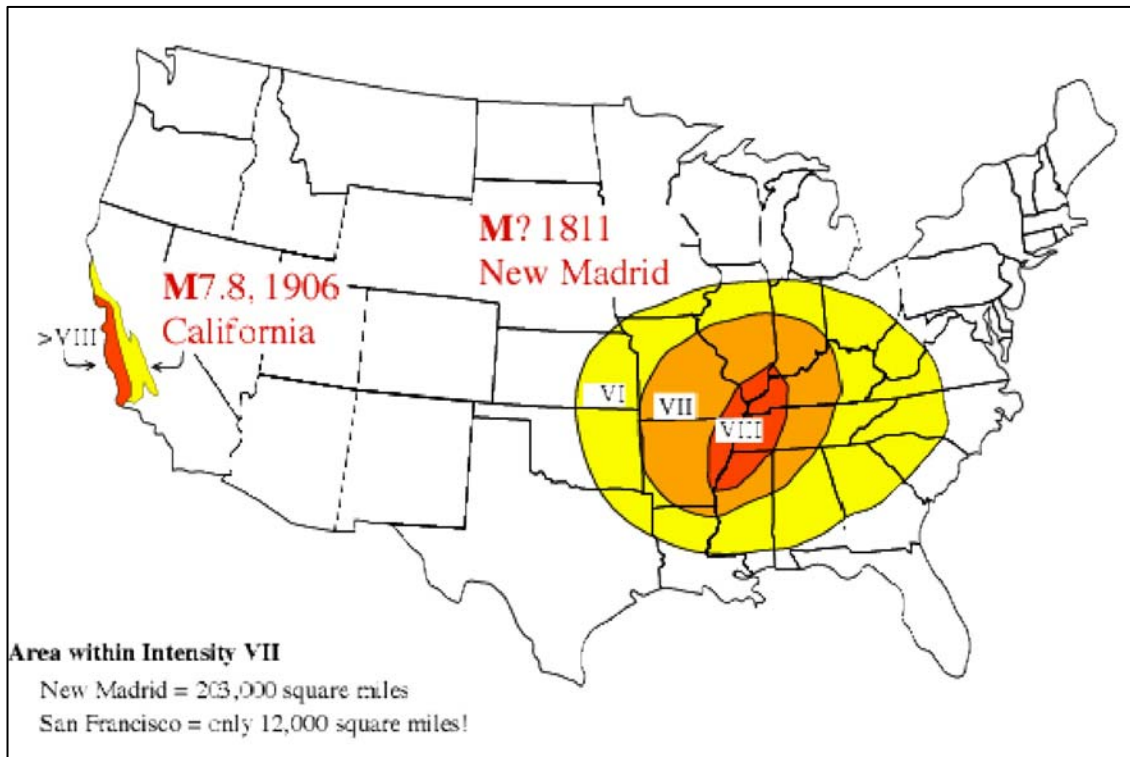 M? 1811
New Madrid
M7.8, 1906
California
>VIII
VI
VII
VIII
Area within Intensity VII
New Madrid = 203,000 square miles
San Francisco = only 12,000 square miles!